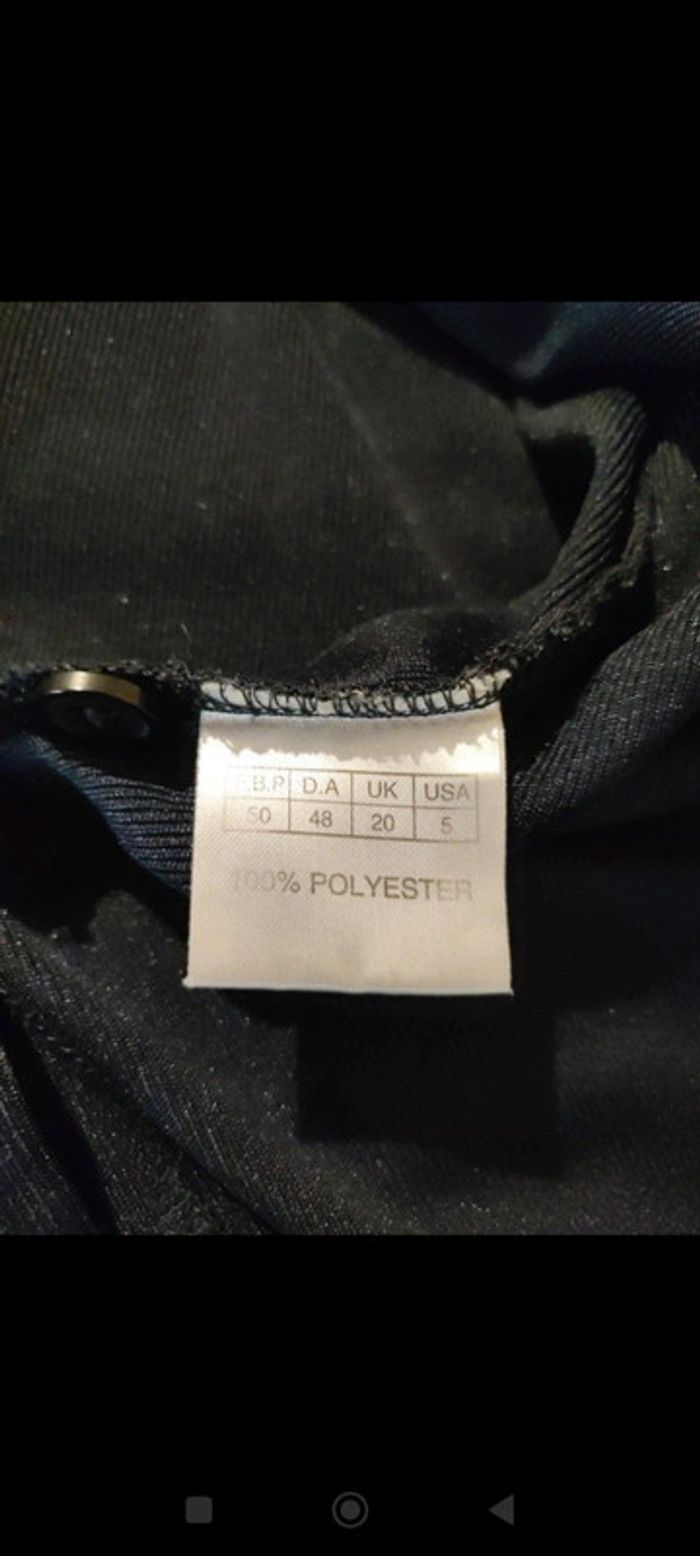 F.B.P D.A UK USA
50 48 20 5
100% POLYESTER